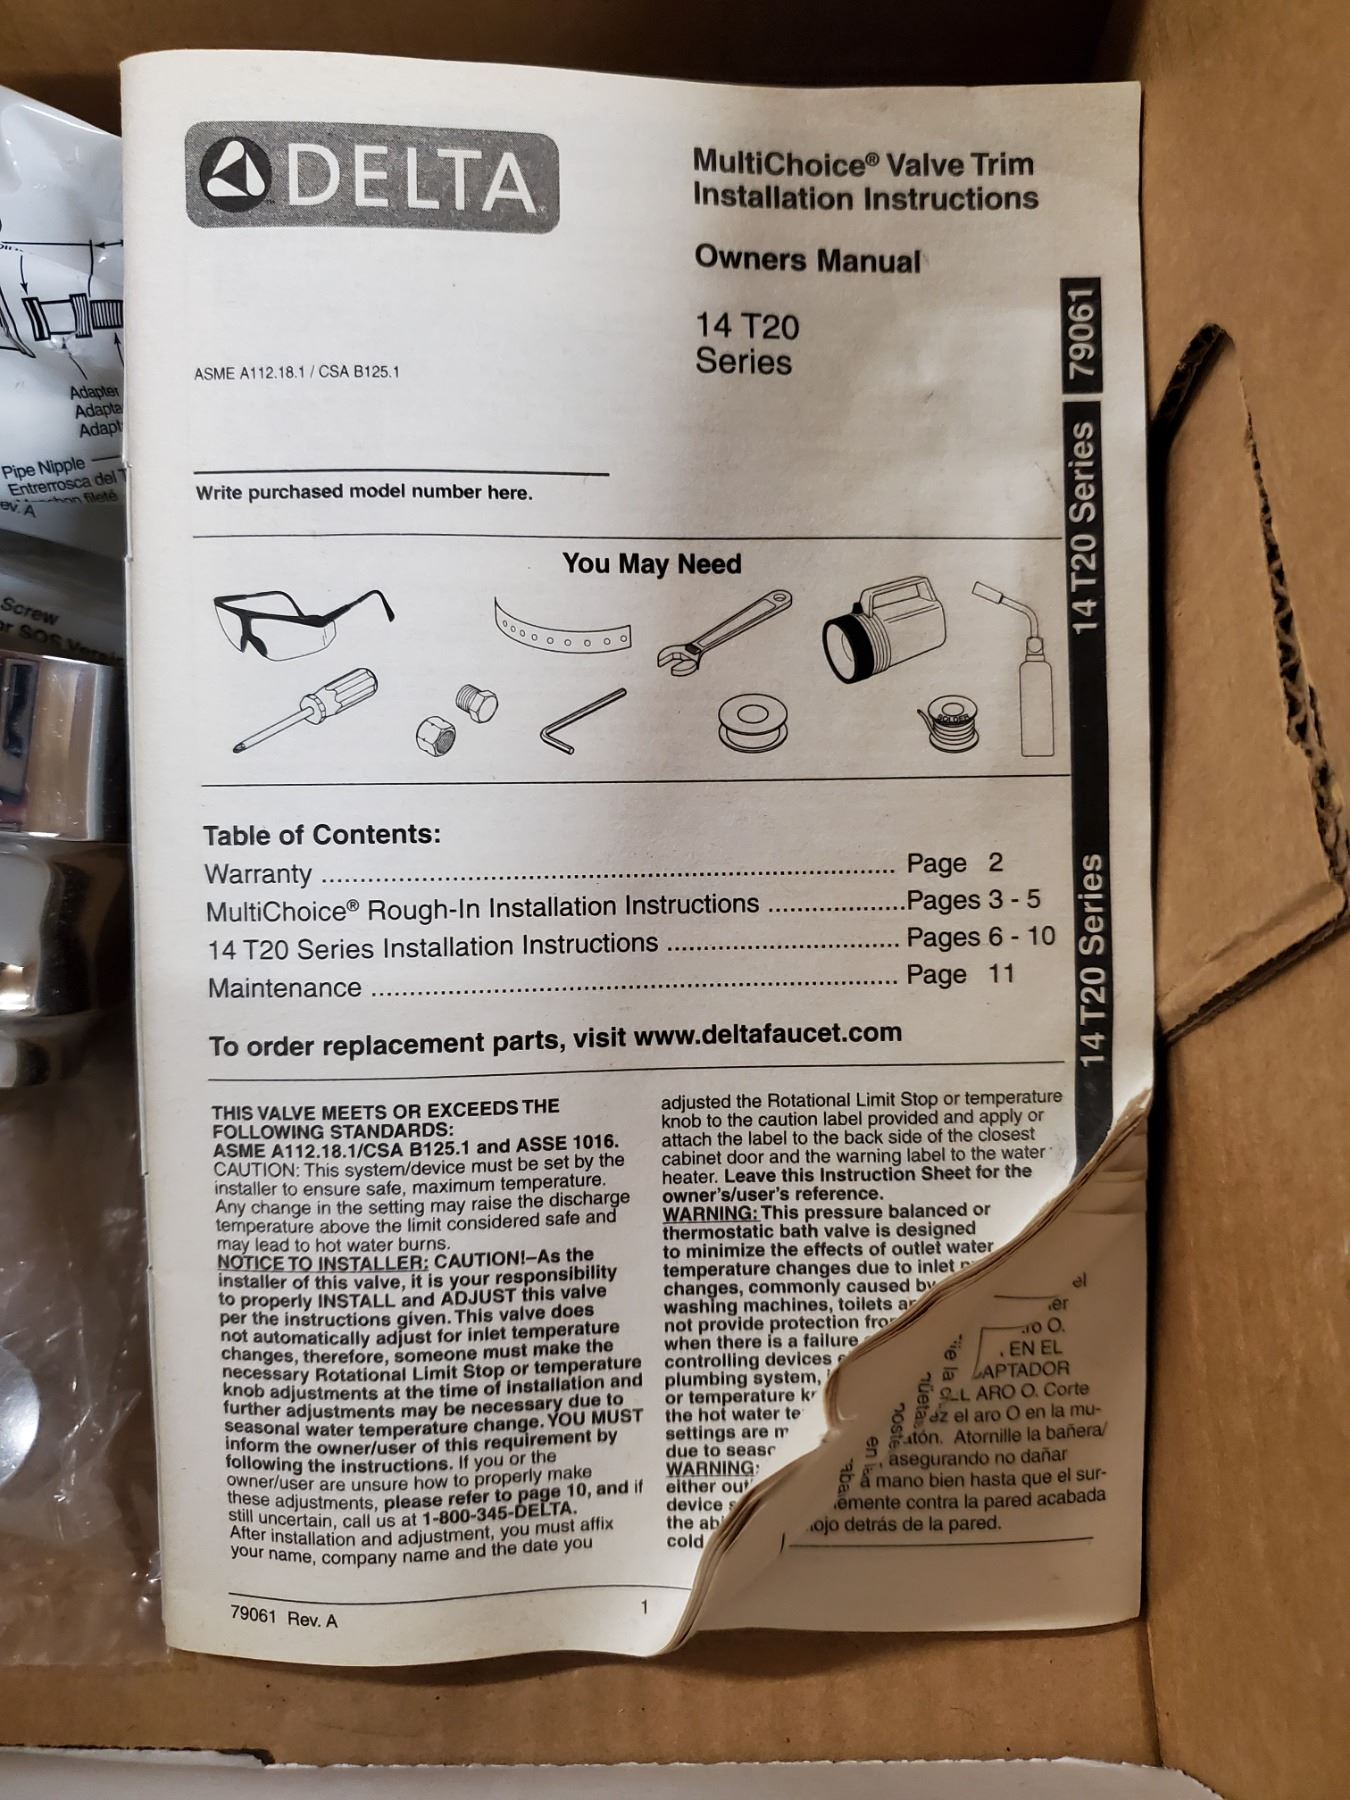 DELTA
MultiChoice® Valve Trim
Installation Instructions
Owners Manual
14 T20
Series
ASME A112.18.1 / CSA B125.1
Write purchased model number here.
79061
14 T20 Series
14 T20 Series
You May Need
SOLDER
Table of Contents:
Warranty ........ Page 2
MultiChoice® Rough-In Installation Instructions ........ Pages 3 - 5
14 T20 Series Installation Instructions ........ Pages 6 - 10
Maintenance ........ Page 11
To order replacement parts, visit www.deltafaucet.com
THIS VALVE MEETS OR EXCEEDS THE
FOLLOWING STANDARDS:
ASME A112.18.1/CSA B125.1 and ASSE 1016.
CAUTION: This system/device must be set by the
installer to ensure safe, maximum temperature.
Any change in the setting may raise the discharge
temperature above the limit considered safe and
may lead to hot water burns.
NOTICE TO INSTALLER: CAUTION!–As the
installer of this valve, it is your responsibility
to properly INSTALL and ADJUST this valve
per the instructions given. This valve does
not automatically adjust for inlet temperature
changes, therefore, someone must make the
necessary Rotational Limit Stop or temperature
knob adjustments at the time of installation and
further adjustments may be necessary due to
seasonal water temperature change. YOU MUST
inform the owner/user of this requirement by
following the instructions. If you or the
owner/user are unsure how to properly make
these adjustments, please refer to page 10, and if
still uncertain, call us at 1-800-345-DELTA.
After installation and adjustment, you must affix
your name, company name and the date you
adjusted the Rotational Limit Stop or temperature
knob to the caution label provided and apply or
attach the label to the back side of the closest
cabinet door and the warning label to the water
heater. Leave this Instruction Sheet for the
owner's/user's reference.
WARNING: This pressure balanced or
thermostatic bath valve is designed
to minimize the effects of outlet water
temperature changes due to inlet
changes, commonly caused by
washing machines, toilets
not provide protection
when there is a failure
controlling devices
plumbing system,
or temperature
the hot water
settings are
due to
WARNING:
either
device
the
cold
79061 Rev. A
1
el
O.
EN EL
ARO O. Corte
el aro O en la mu-
Atornille la bañera/
asegurando no dañar
a mano bien hasta que el sur-
contra la pared acabada
detrás de la pared.
Adapter
Pipe Nipple
Entrerrosca del
fileté
Screw
SOS